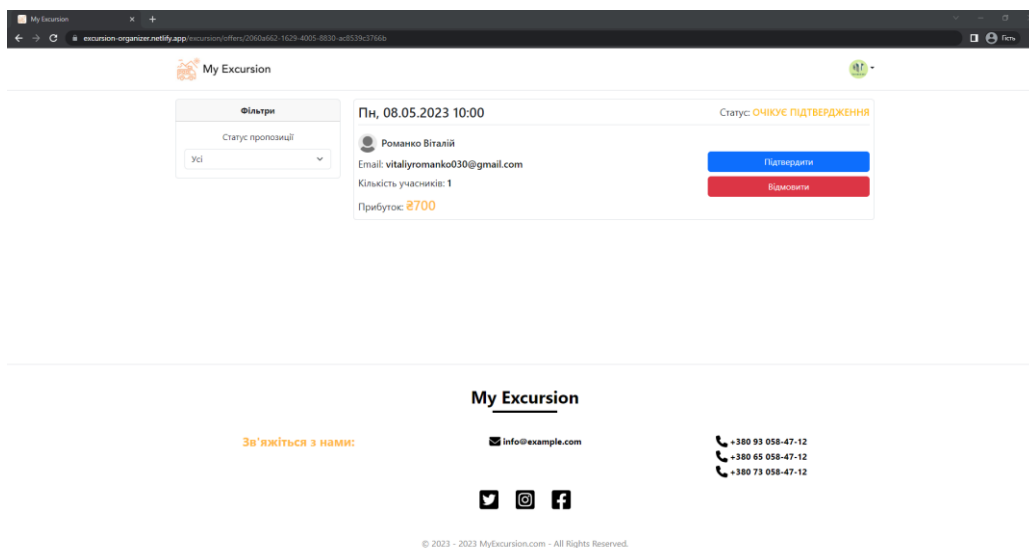 My Excursion
excursion-organizer.netlify.app/excursion/offers/2060a662-1629-4005-8830-acd539c3766b
Гість
My Excursion
Фільтри
Статус пропозиції
Усі
Пн, 08.05.2023 10:00
Статус: ОЧІКУЄ ПІДТВЕРДЖЕННЯ
Романко Віталій
Email: vitaliyromanko030@gmail.com
Кількість учасників: 1
Прибуток: ₴700
Підтвердити
Відмовити
My Excursion
Зв'яжіться з нами:
info@example.com
+380 93 058-47-12
+380 65 058-47-12
+380 73 058-47-12
© 2023 - 2023 MyExcursion.com - All Rights Reserved.